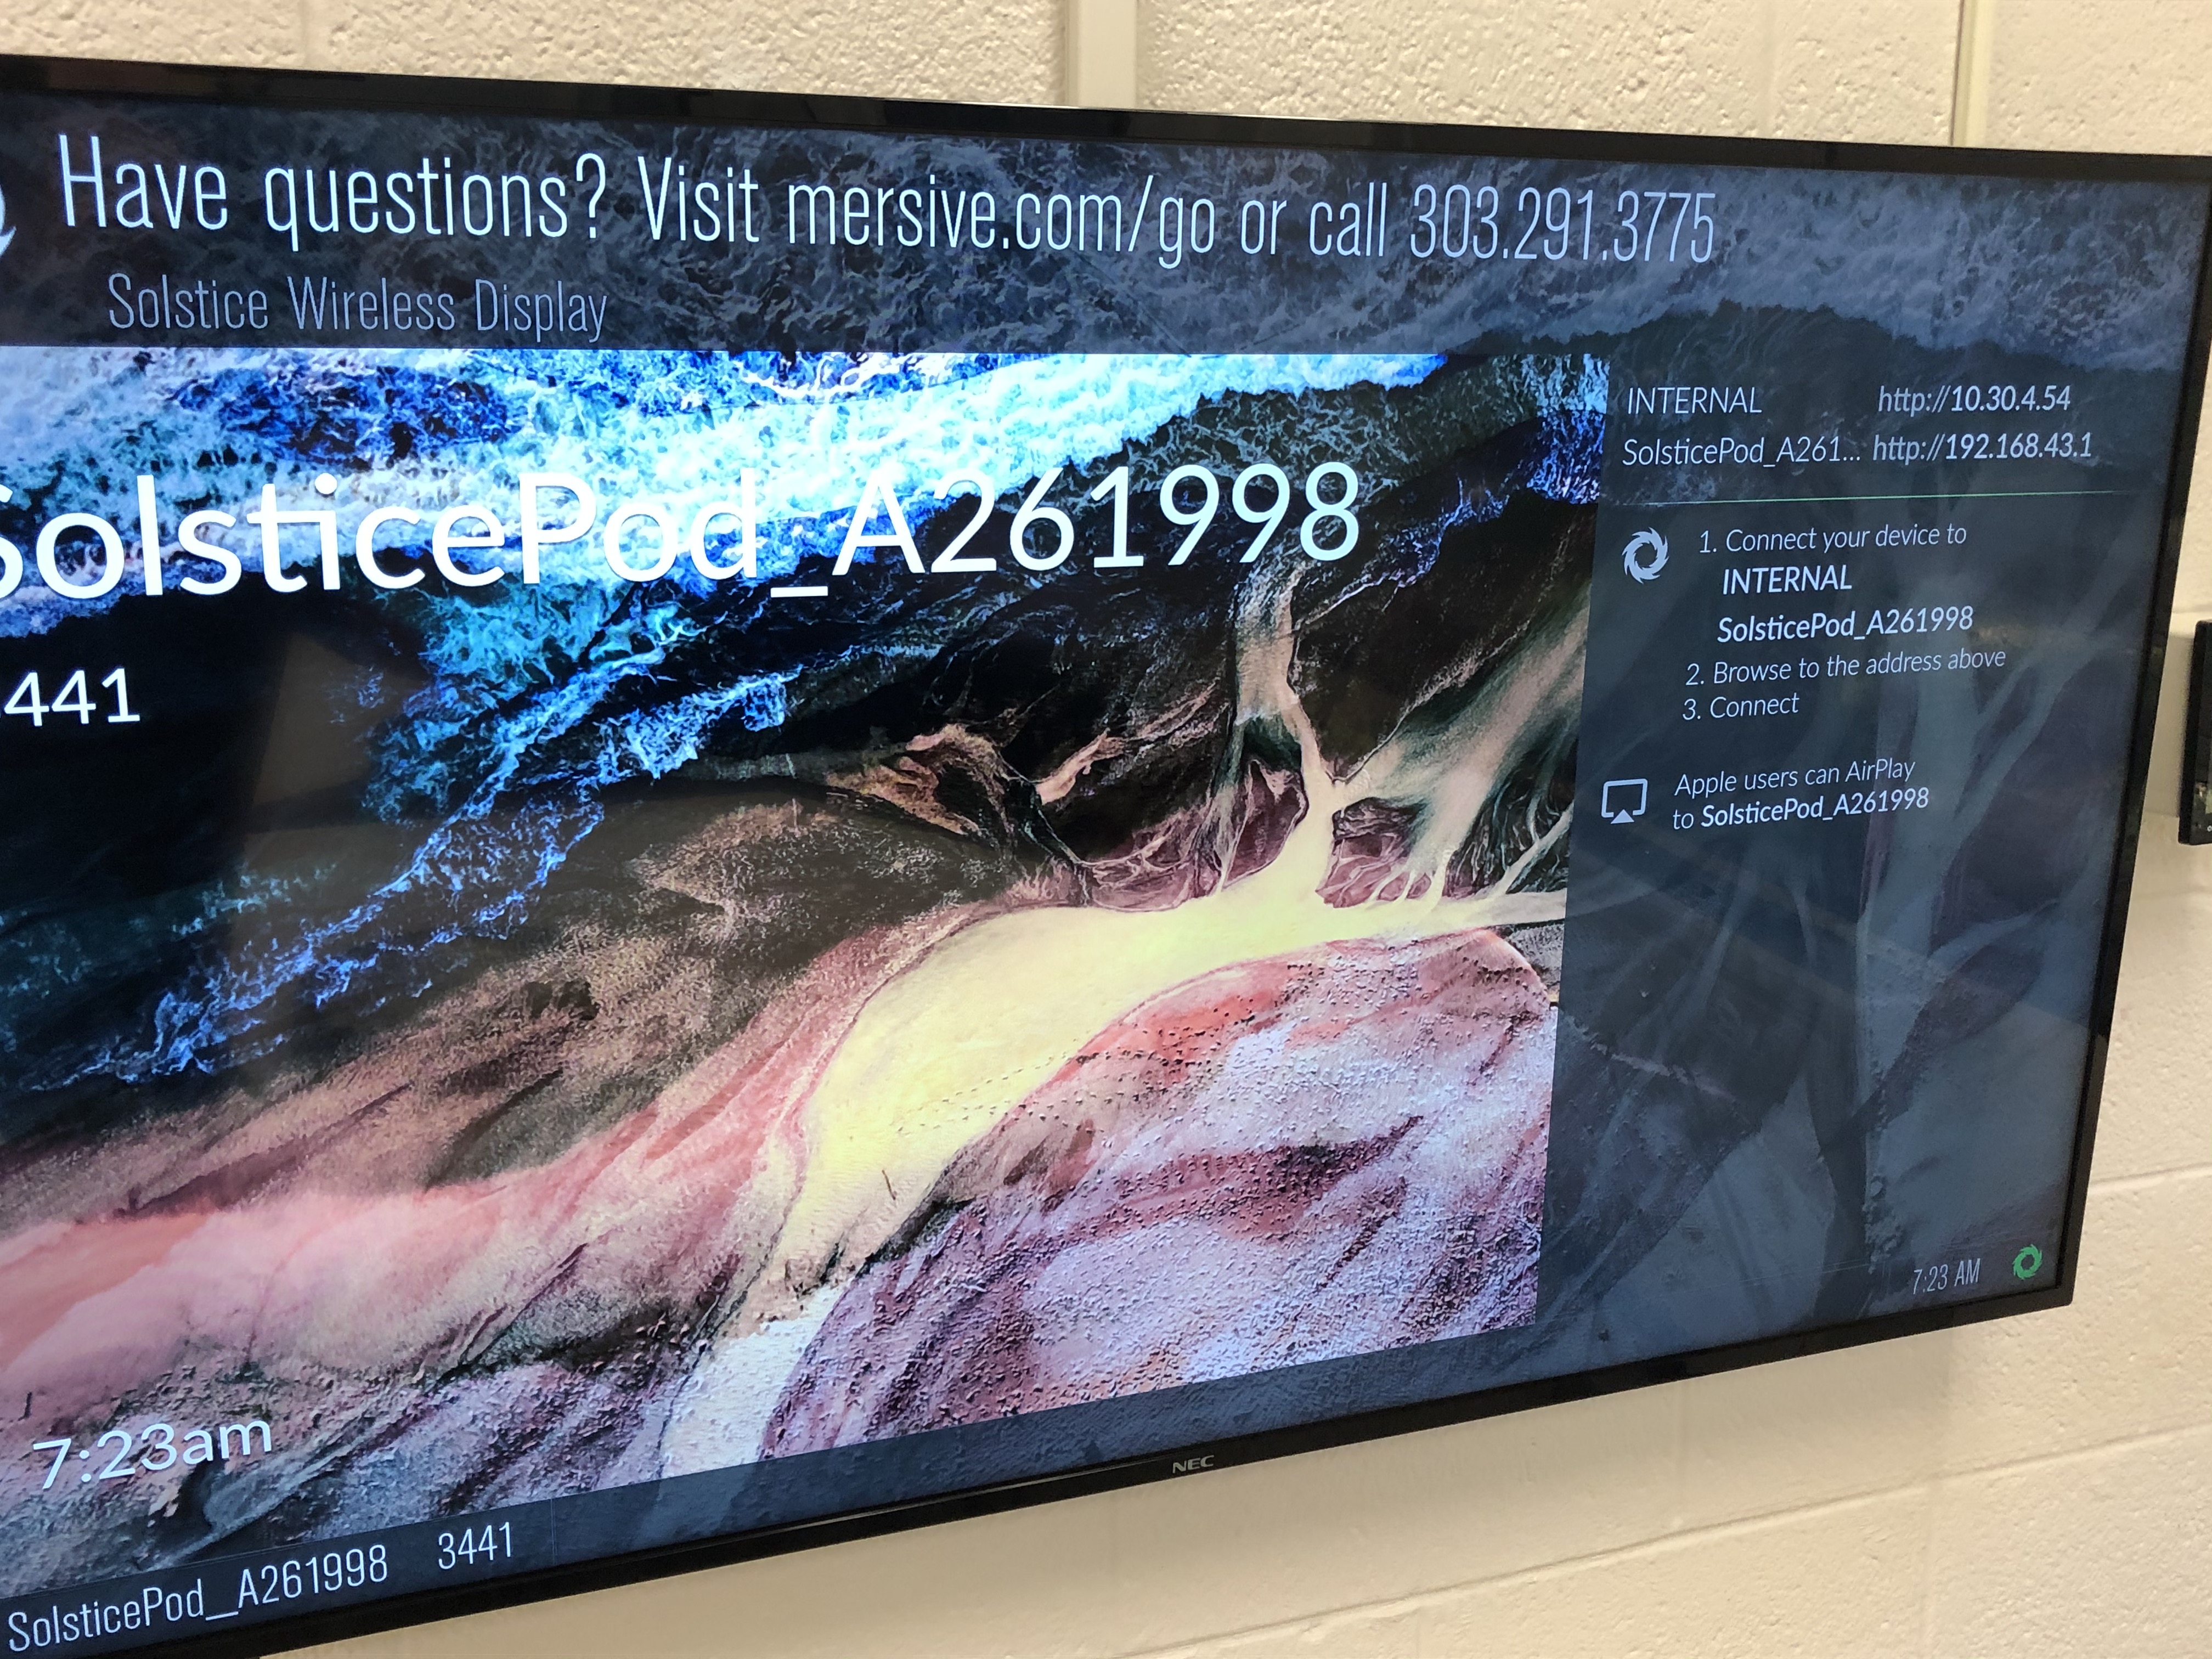 Have questions? Visit mersive.com/go or call 303.291.3775
Solstice Wireless Display
SolsticePod_A261998
441
7:23am
INTERNAL http://10.30.4.54
SolsticePod_A261... http://192.168.43.1
1. Connect your device to
INTERNAL
SolsticePod_A261998
2. Browse to the address above
3. Connect
Apple users can AirPlay
to SolsticePod_A261998
7:23 AM
SolsticePod_A261998 3441
NEC